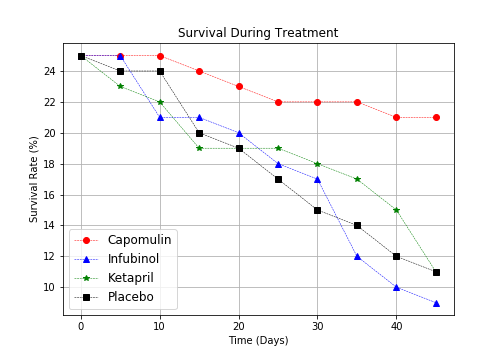 Survival During Treatment
Survival Rate (%)
24
22
20
18
16
14
12
10
Capomulin
Infubinol
Ketapril
Placebo
0 10 20 30 40
Time (Days)